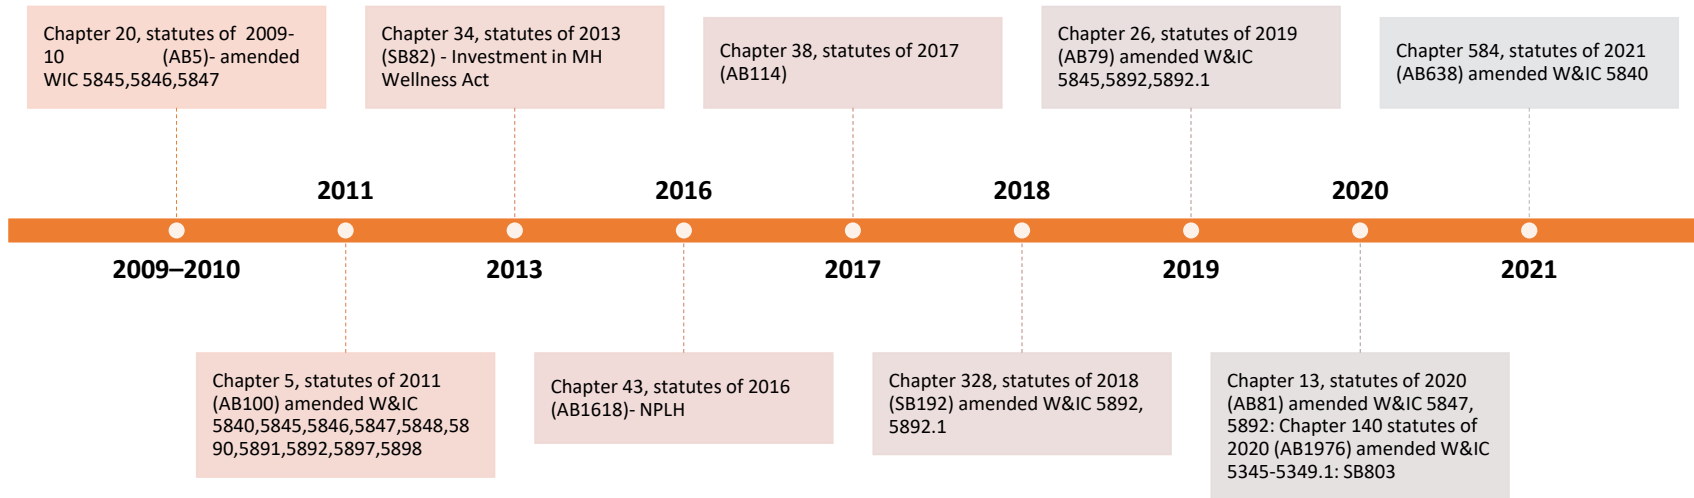 Chapter 20, statutes of 2009-
10 (AB5)- amended
WIC 5845,5846,5847
Chapter 34, statutes of 2013
(SB82) - Investment in MH
Wellness Act
Chapter 38, statutes of 2017
(AB114)
Chapter 26, statutes of 2019
(AB79) amended W&IC
5845,5892,5892.1
Chapter 584, statutes of 2021
(AB638) amended W&IC 5840
2011
2016
2018
2020
2009–2010
2013
2017
2019
2021
Chapter 5, statutes of 2011
(AB100) amended W&IC
5840,5845,5846,5847,5848,58
90,5891,5892,5897,5898
Chapter 43, statutes of 2016
(AB1618)- NPLH
Chapter 328, statutes of 2018
(SB192) amended W&IC 5892,
5892.1
Chapter 13, statutes of 2020
(AB81) amended W&IC 5847,
5892: Chapter 140 statutes of
2020 (AB1976) amended W&IC
5345-5349.1: SB803